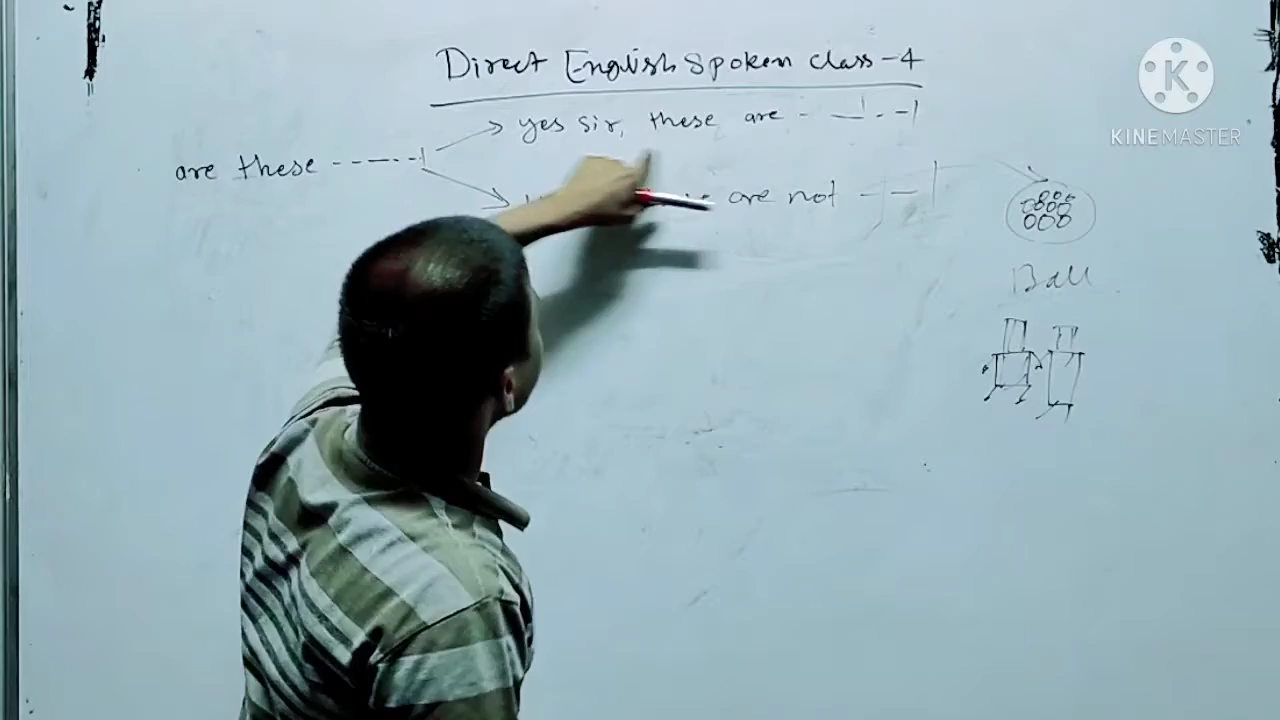 Direct English Spoken class-4
yes sir, these are - — - - —
are these - - - - - -
are not - —
Ball
K
KINEMASTER